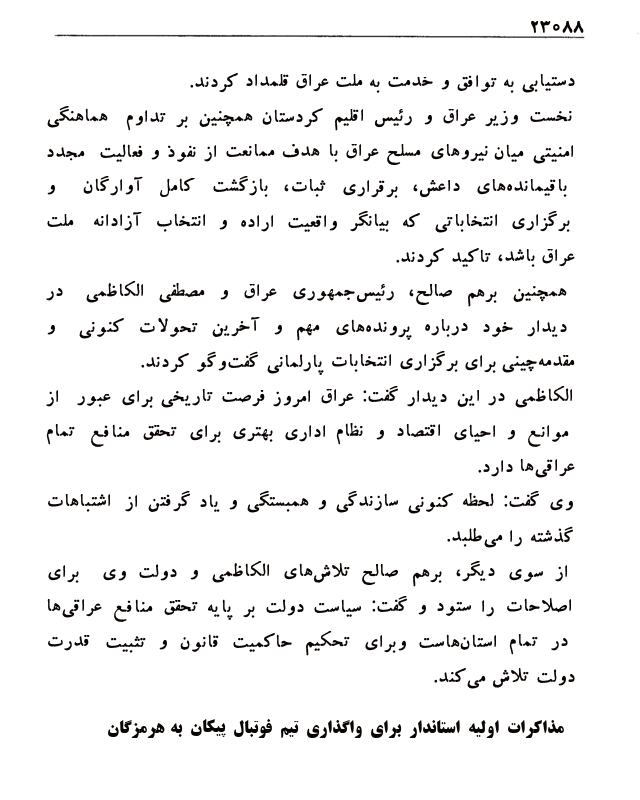 ۲۳۰۸۸
دستیابی به توافق و خدمت به ملت عراق قلمداد کردند.
نخست وزیر عراق و رئیس اقلیم کردستان همچنین بر تداوم هماهنگی
امنیتی میان نیروهای مسلح عراق با هدف ممانعت از نفوذ و فعالیت مجدد
باقیمانده‌های داعش، برقراری ثبات، بازگشت کامل آوارگان و
برگزاری انتخاباتی که بیانگر واقعیت اراده و انتخاب آزادانه ملت
عراق باشد، تاکید کردند.
همچنین برهم صالح، رئیس‌جمهوری عراق و مصطفی الکاظمی در
دیدار خود درباره پرونده‌های مهم و آخرین تحولات کنونی و
مقدمه‌چینی برای برگزاری انتخابات پارلمانی گفت‌وگو کردند.
الکاظمی در این دیدار گفت: عراق امروز فرصت تاریخی برای عبور از
موانع و احیای اقتصاد و نظام اداری بهتری برای تحقق منافع تمام
عراقی‌ها دارد.
وی گفت: لحظه کنونی سازندگی و همبستگی و یاد گرفتن از اشتباهات
گذشته را می‌طلبد.
از سوی دیگر، برهم صالح تلاش‌های الکاظمی و دولت وی برای
اصلاحات را ستود و گفت: سیاست دولت بر پایه تحقق منافع عراقی‌ها
در تمام استان‌هاست وبرای تحکیم حاکمیت قانون و تثبیت قدرت
دولت تلاش می‌کند.
مذاکرات اولیه استاندار برای واگذاری تیم فوتبال پیکان به هرمزگان